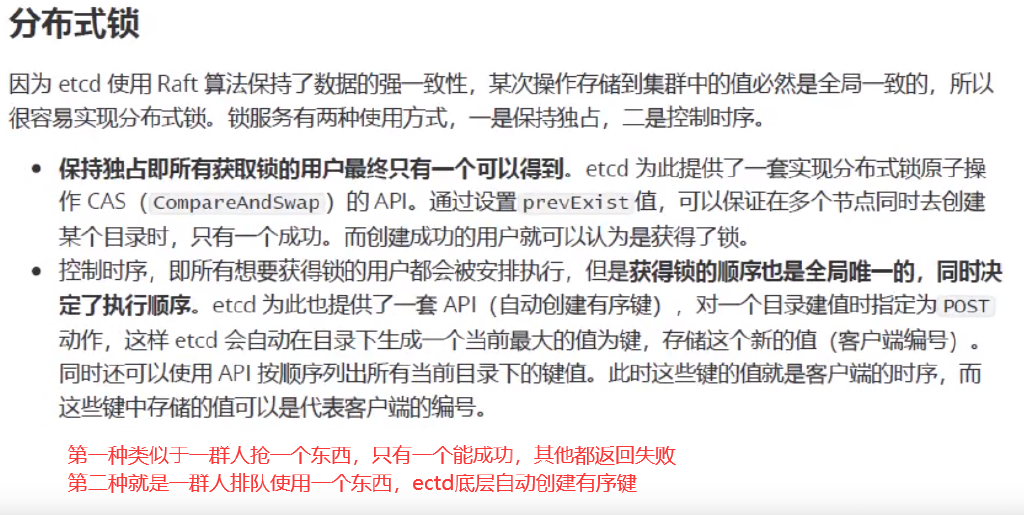 分布式锁
因为 etcd 使用 Raft 算法保持了数据的强一致性，某次操作存储到集群中的值必然是全局一致的，所以
很容易实现分布式锁。锁服务有两种使用方式，一是保持独占，二是控制时序。
• 保持独占即所有获取锁的用户最终只有一个可以得到。etcd 为此提供了一套实现分布式锁原子操
作 CAS（CompareAndSwap）的 API。通过设置 prevExist 值，可以保证在多个节点同时去创建
某个目录时，只有一个成功。而创建成功的用户就可以认为是获得了锁。
• 控制时序，即所有想要获得锁的用户都会被安排执行，但是获得锁的顺序也是全局唯一的，同时决
定了执行顺序。etcd 为此也提供了一套 API（自动创建有序键），对一个目录建值时指定为 POST
动作，这样 etcd 会自动在目录下生成一个当前最大的值为键，存储这个新的值（客户端编号）。
同时还可以使用 API 按顺序列出所有当前目录下的键值。此时这些键的值就是客户端的时序，而
这些键中存储的值可以是代表客户端的编号。
第一种类似于一群人抢一个东西，只有一个能成功，其他都返回失败
第二种就是一群人排队使用一个东西，ectd底层自动创建有序键